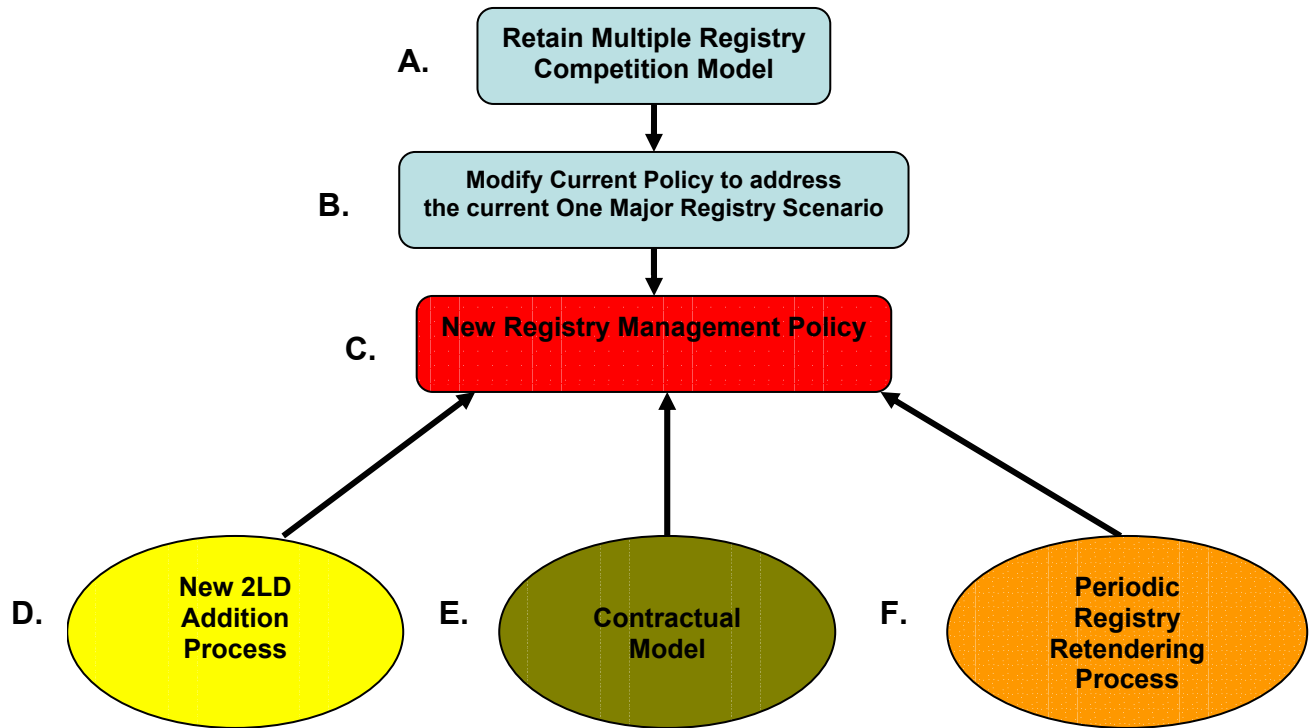 A.
Retain Multiple Registry
Competition Model
B.
Modify Current Policy to address
the current One Major Registry Scenario
C.
New Registry Management Policy
D.
New 2LD
Addition
Process
E.
Contractual
Model
F.
Periodic
Registry
Retendering
Process